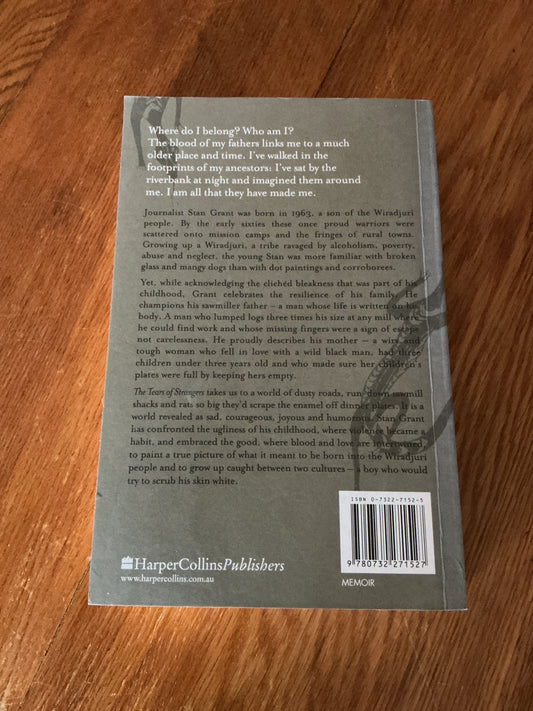 Where do I belong? Who am I?
The blood of my fathers links me to a much
older place and time. I've walked in the
footprints of my ancestors: I've sat by the
riverbank at night and imagined them around
me. I am all that they have made me.
Journalist Stan Grant was born in 1963, a son of the Wiradjuri
people. By the early sixties these once proud warriors were
scattered onto mission camps and the fringes of rural towns.
Growing up a Wiradjuri, a tribe ravaged by alcoholism, poverty,
abuse and neglect, the young Stan was more familiar with broken
glass and mangy dogs than with dot paintings and corroborees.
Yet, while acknowledging the clichéd bleakness that was part of his
childhood, Grant celebrates the resilience of his family. He
champions his sawmiller father – a man whose life is written on his
body. A man who lumped logs three times his size at any mill where
he could find work and whose missing fingers were a sign of escape
not carelessness. He proudly describes his mother – a wiry and
tough woman who fell in love with a wild black man, had three
children under three years old and who made sure her children's
plates were full by keeping hers empty.
The Tears of Strangers takes us to a world of dusty roads, run-down sawmill
shacks and rats so big they'd scrape the enamel off dinner plates. It is a
world revealed as sad, courageous, joyous and humorous. Stan Grant
has confronted the ugliness of his childhood, where violence became a
habit, and embraced the good, where blood and love are intertwined,
to paint a true picture of what it meant to be born into the Wiradjuri
people and to grow up caught between two cultures – a boy who would
try to scrub his skin white.
ISBN 0-7322-7152-5
9 780732 271527
HarperCollinsPublishers
www.harpercollins.com.au
MEMOIR